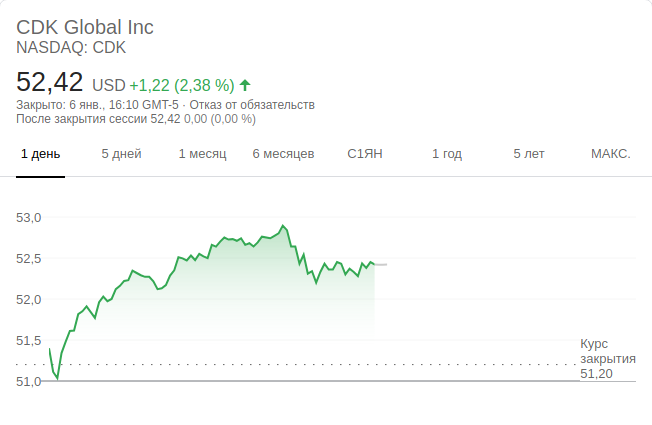 CDK Global Inc
NASDAQ: CDK
52,42 USD +1,22 (2,38 %)
Закрыто: 6 янв., 16:10 GMT-5 · Отказ от обязательств
После закрытия сессии 52,42 0,00 (0,00 %)
1 день 5 дней 1 месяц 6 месяцев С1ЯН 1 год 5 лет МАКС.
53,0
52,5
52,0
51,5
51,0
Курс
закрытия
51,20